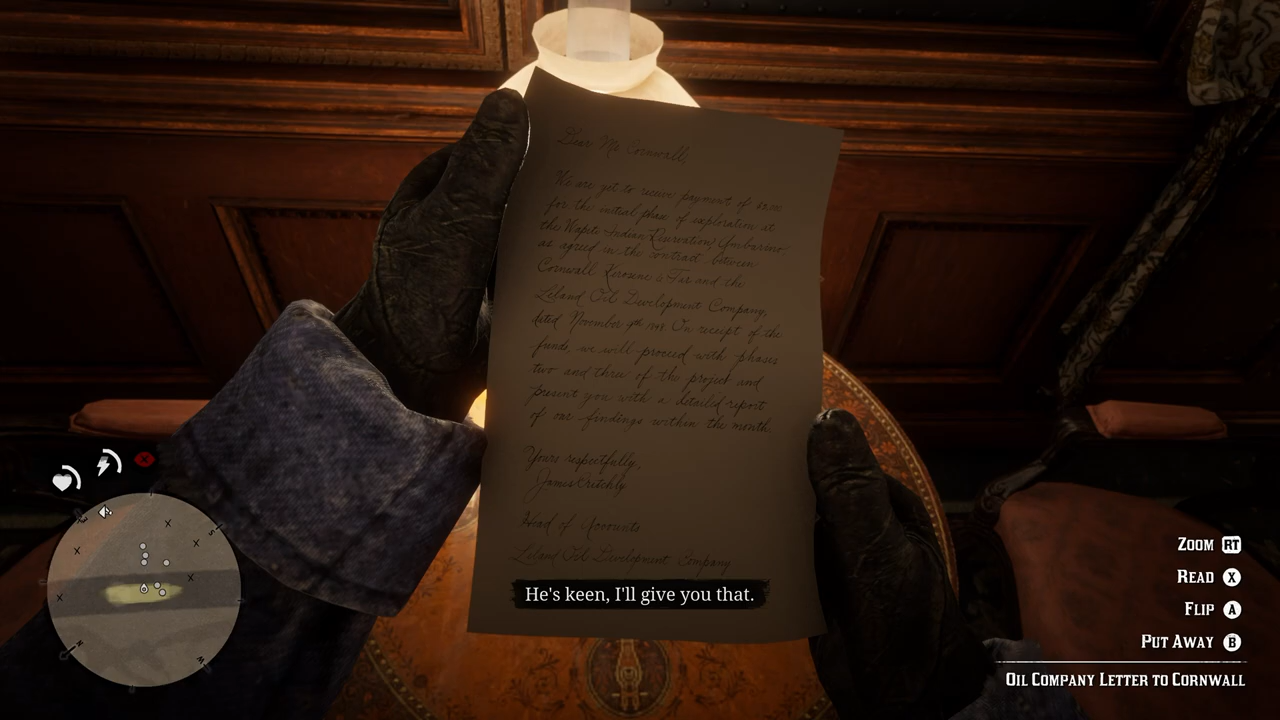 Dear Mr. Cornwall,
We are yet to receive payment of
for the initial phase of exploration at
the Wapiti Indian Reservation, Ambarino,
as agreed in the contract between
Cornwall Kerosene & Tar and the
Leland Oil Development Company,
dated November 9th On receipt of the
funds, we will proceed with phases
two and three of the project and
present you with a detailed report
of our findings within the month.
Yours respectfully,
James Critchly
Head of Accounts
Leland Oil Development Company
He's keen, I'll give you that.
ZOOM RT
READ X
FLIP A
PUT AWAY B
OIL COMPANY LETTER TO CORNWALL